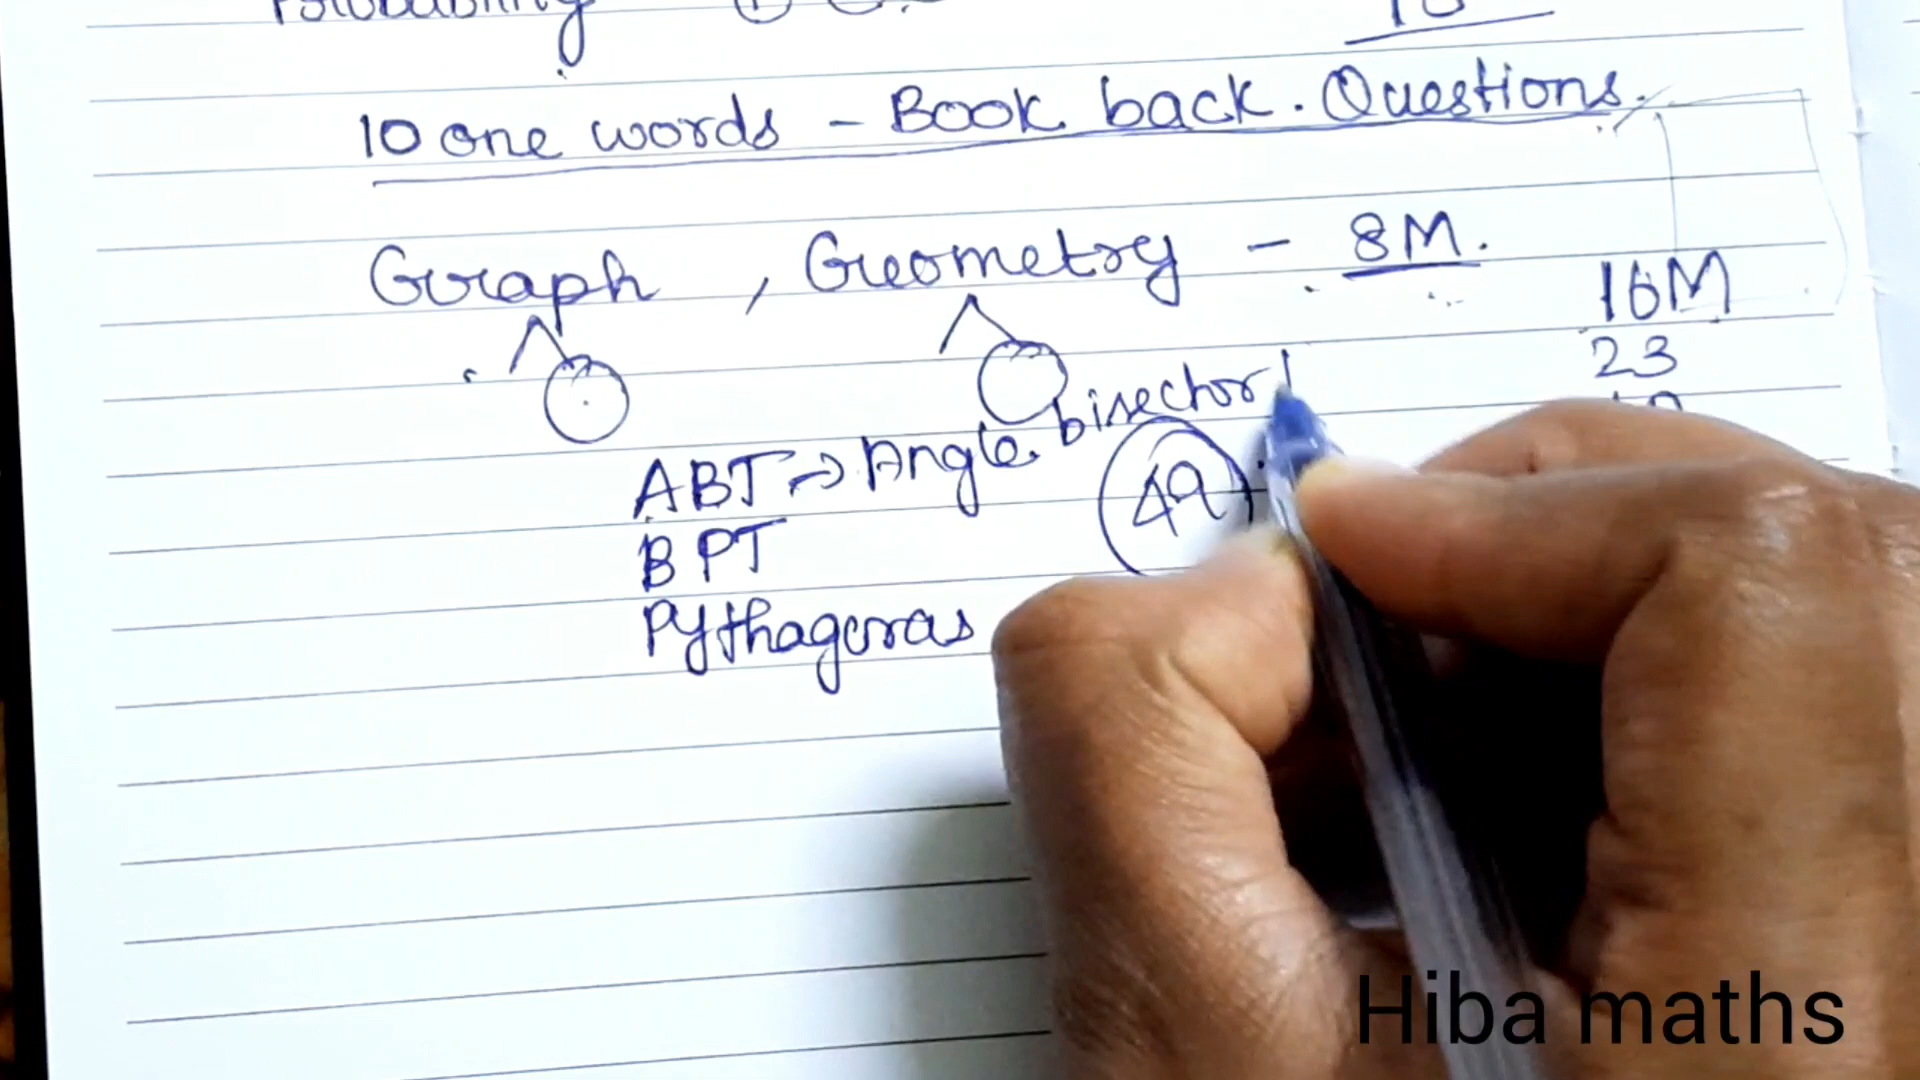 Probability
10 one words - Book back. Questions.
Graph , Geometry - 8M.
16M
23
ABT → Angle bisector
BPT
49
Pythagoras
Hiba maths